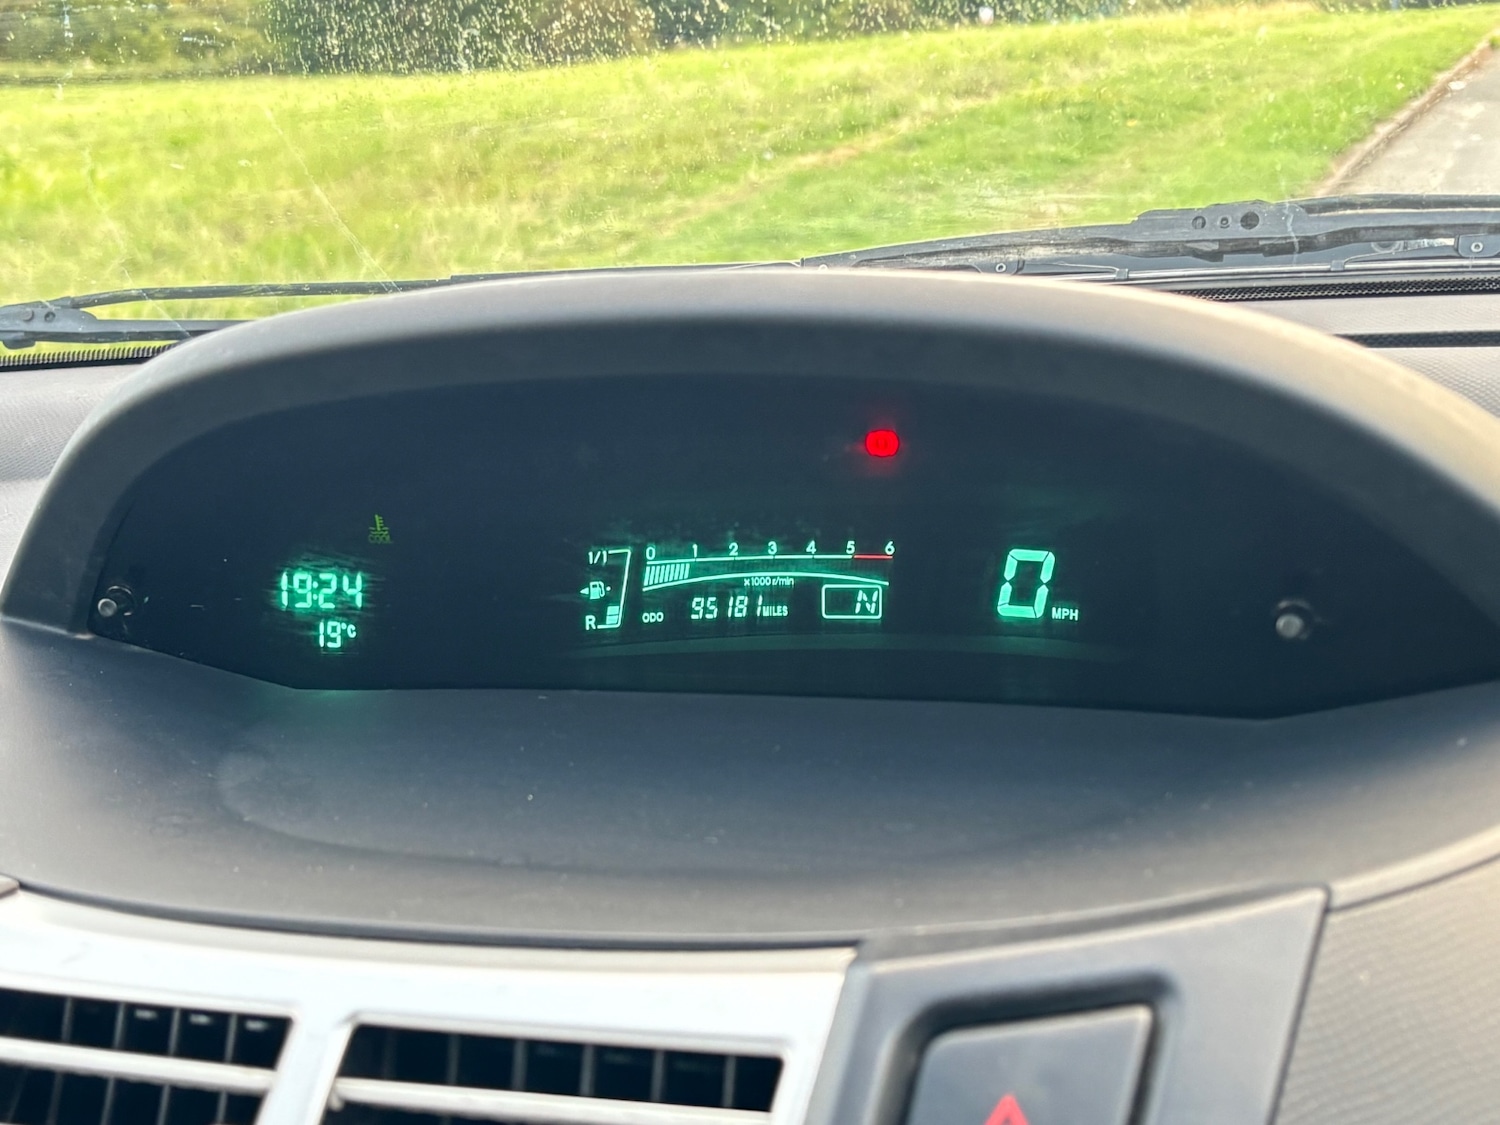 COOL
19:24
19°C
1/1
R
0 1 2 3 4 5 6
x1000 r/min
ODO 95181 MILES
N
0 MPH